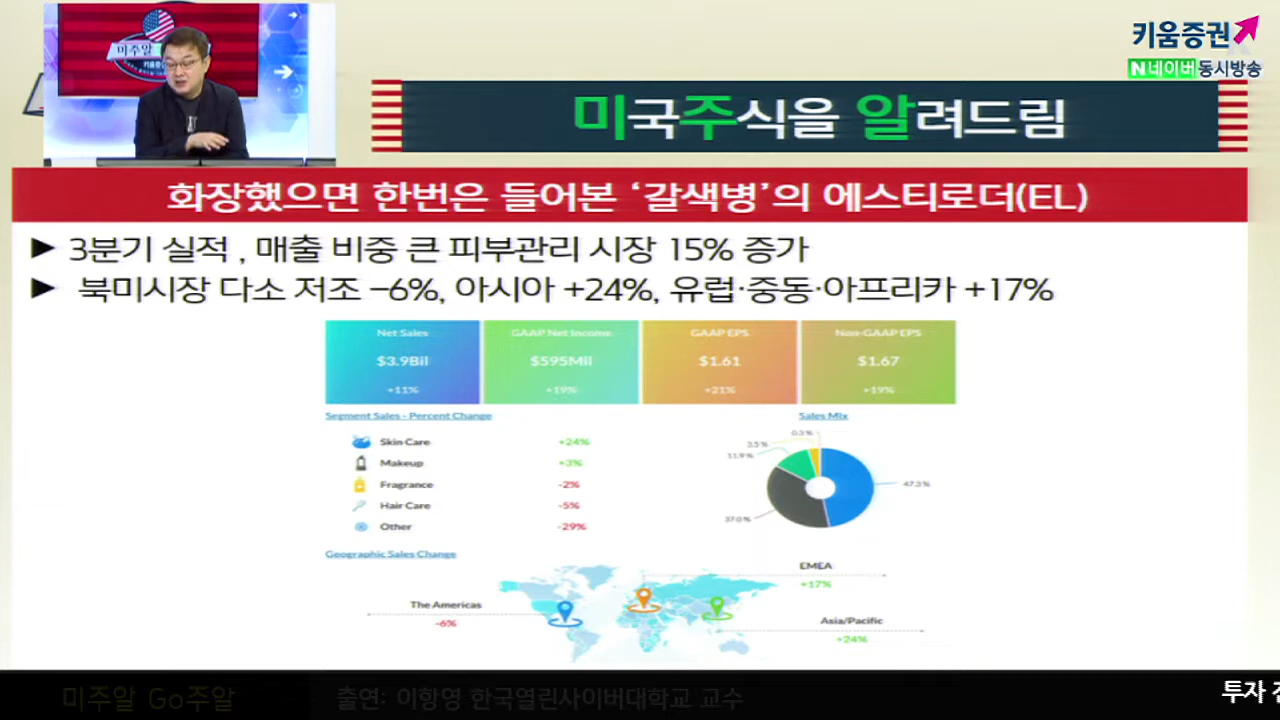 키움증권
N네이버 동시방송
미주알
키움증권
미국주식을 알려드림
화장했으면 한번은 들어본 ‘갈색병’의 에스티로더(EL)
▶ 3분기 실적 , 매출 비중 큰 피부관리 시장 15% 증가
▶ 북미시장 다소 저조 -6%, 아시아 +24%, 유럽·중동·아프리카 +17%
Net Sales GAAP Net Income GAAP EPS Non-GAAP EPS
$3.9Bil $595Mil $1.61 $1.67
+11% +19% +21% +19%
Segment Sales - Percent Change
Skin Care +24%
Makeup +3%
Fragrance -2%
Hair Care -5%
Other -29%
Sales Mix
0.3%
3.5%
11.9%
47.3%
37.0%
Geographic Sales Change
EMEA
+17%
The Americas
-6%
Asia/Pacific
+24%
미주알 Go주알 출연: 이항영 한국열린사이버대학교 교수
투자